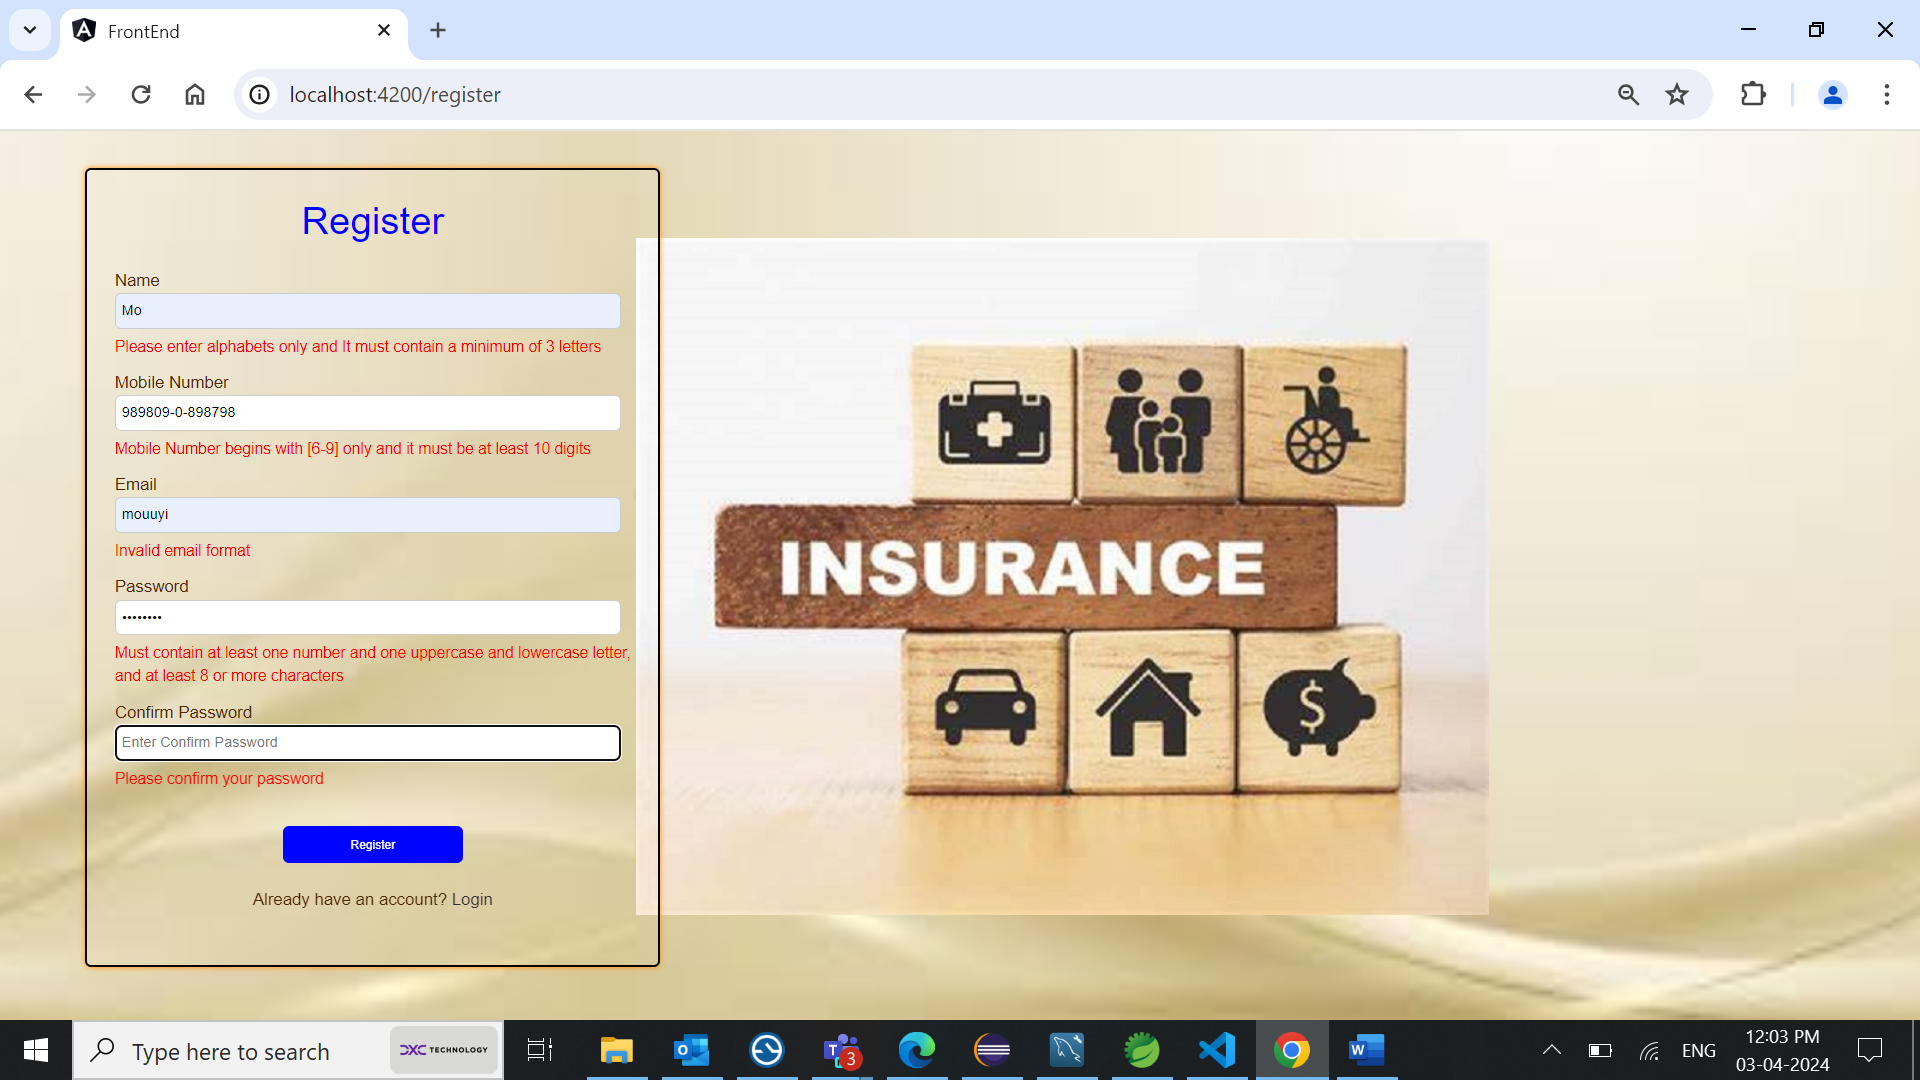 FrontEnd
localhost:4200/register
Register
Name
Mo
Please enter alphabets only and It must contain a minimum of 3 letters
Mobile Number
989809-0-898798
Mobile Number begins with [6-9] only and it must be at least 10 digits
Email
mouuyi
Invalid email format
Password
••••••••
Must contain at least one number and one uppercase and lowercase letter,
and at least 8 or more characters
Confirm Password
Enter Confirm Password
Please confirm your password
Register
Already have an account? Login
INSURANCE
$
Type here to search
DXC TECHNOLOGY
3
ENG
12:03 PM
03-04-2024